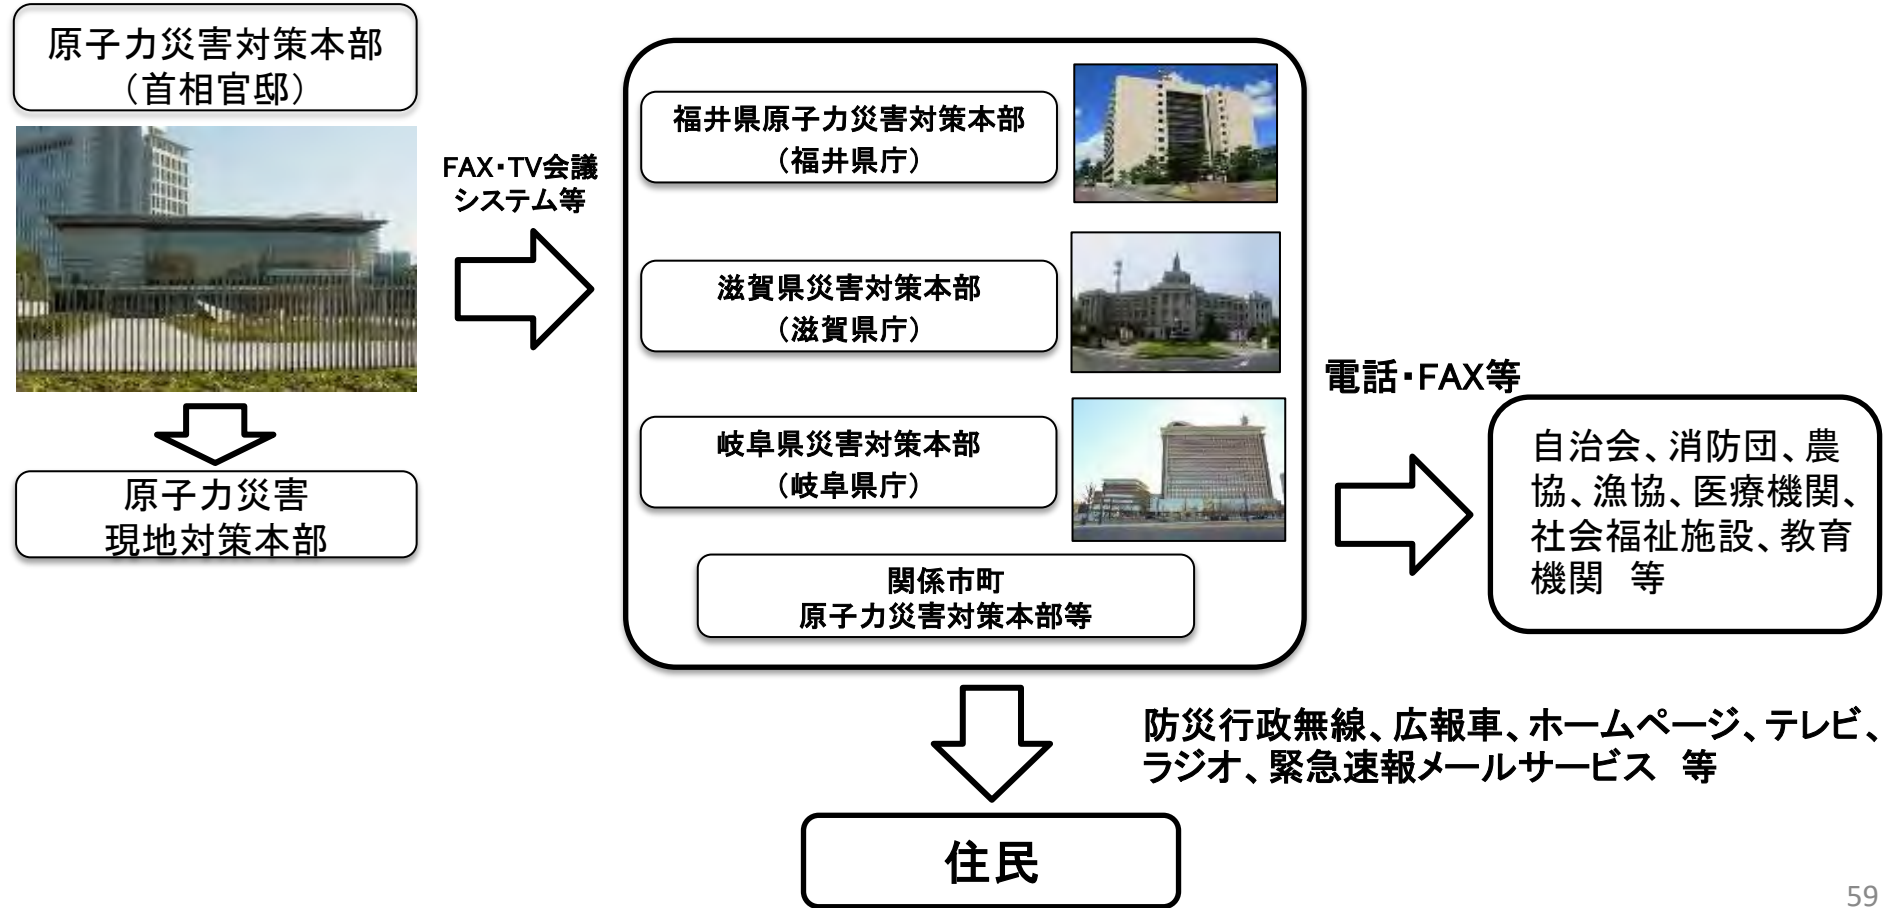 原子力災害対策本部
（首相官邸）
原子力災害
現地対策本部
FAX・TV会議
システム等
福井県原子力災害対策本部
（福井県庁）
滋賀県災害対策本部
（滋賀県庁）
岐阜県災害対策本部
（岐阜県庁）
関係市町
原子力災害対策本部等
電話・FAX等
自治会、消防団、農
協、漁協、医療機関、
社会福祉施設、教育
機関　等
防災行政無線、広報車、ホームページ、テレビ、
ラジオ、緊急速報メールサービス　等
住民
59